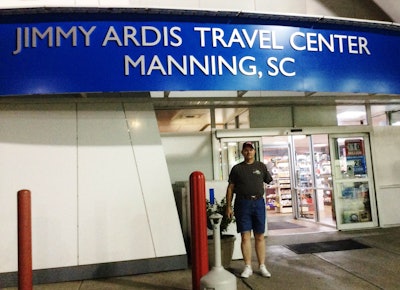 JIMMY ARDIS TRAVEL CENTER
MANNING, SC